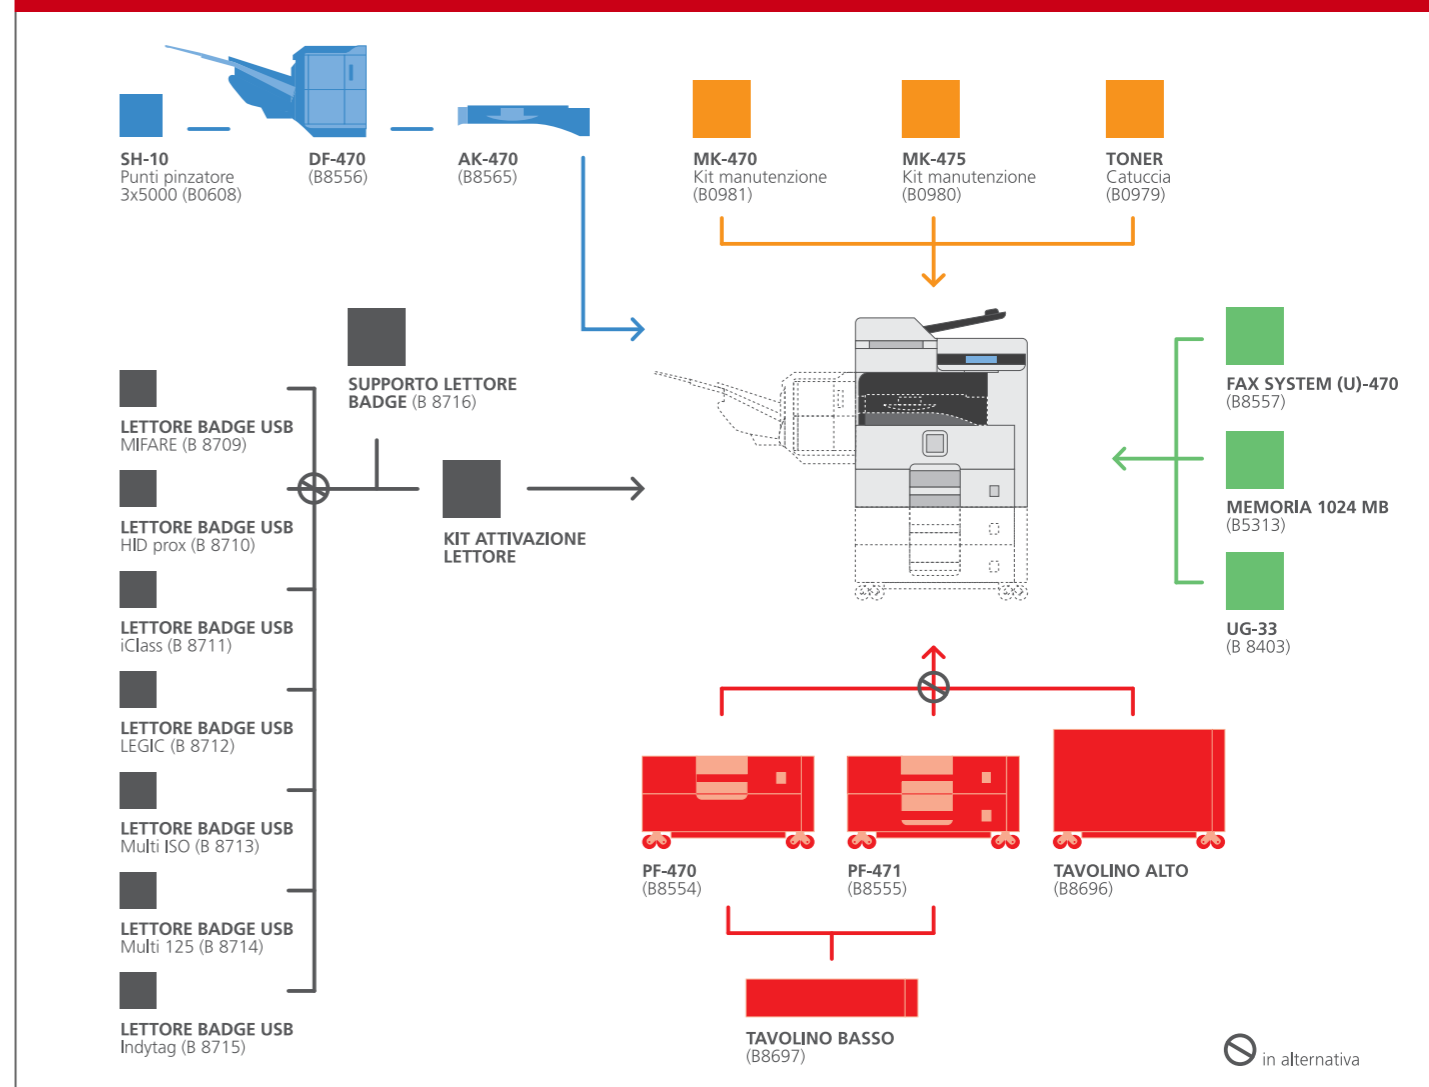 SH-10
Punti pinzatore
3x5000 (B0608)
DF-470
(B8556)
AK-470
(B8565)
MK-470
Kit manutenzione
(B0981)
MK-475
Kit manutenzione
(B0980)
TONER
Catuccia
(B0979)
SUPPORTO LETTORE
BADGE (B 8716)
LETTORE BADGE USB
MIFARE (B 8709)
LETTORE BADGE USB
HID prox (B 8710)
LETTORE BADGE USB
iClass (B 8711)
LETTORE BADGE USB
LEGIC (B 8712)
LETTORE BADGE USB
Multi ISO (B 8713)
LETTORE BADGE USB
Multi 125 (B 8714)
LETTORE BADGE USB
Indytag (B 8715)
KIT ATTIVAZIONE
LETTORE
FAX SYSTEM (U)-470
(B8557)
MEMORIA 1024 MB
(B5313)
UG-33
(B 8403)
PF-470
(B8554)
PF-471
(B8555)
TAVOLINO ALTO
(B8696)
TAVOLINO BASSO
(B8697)
in alternativa